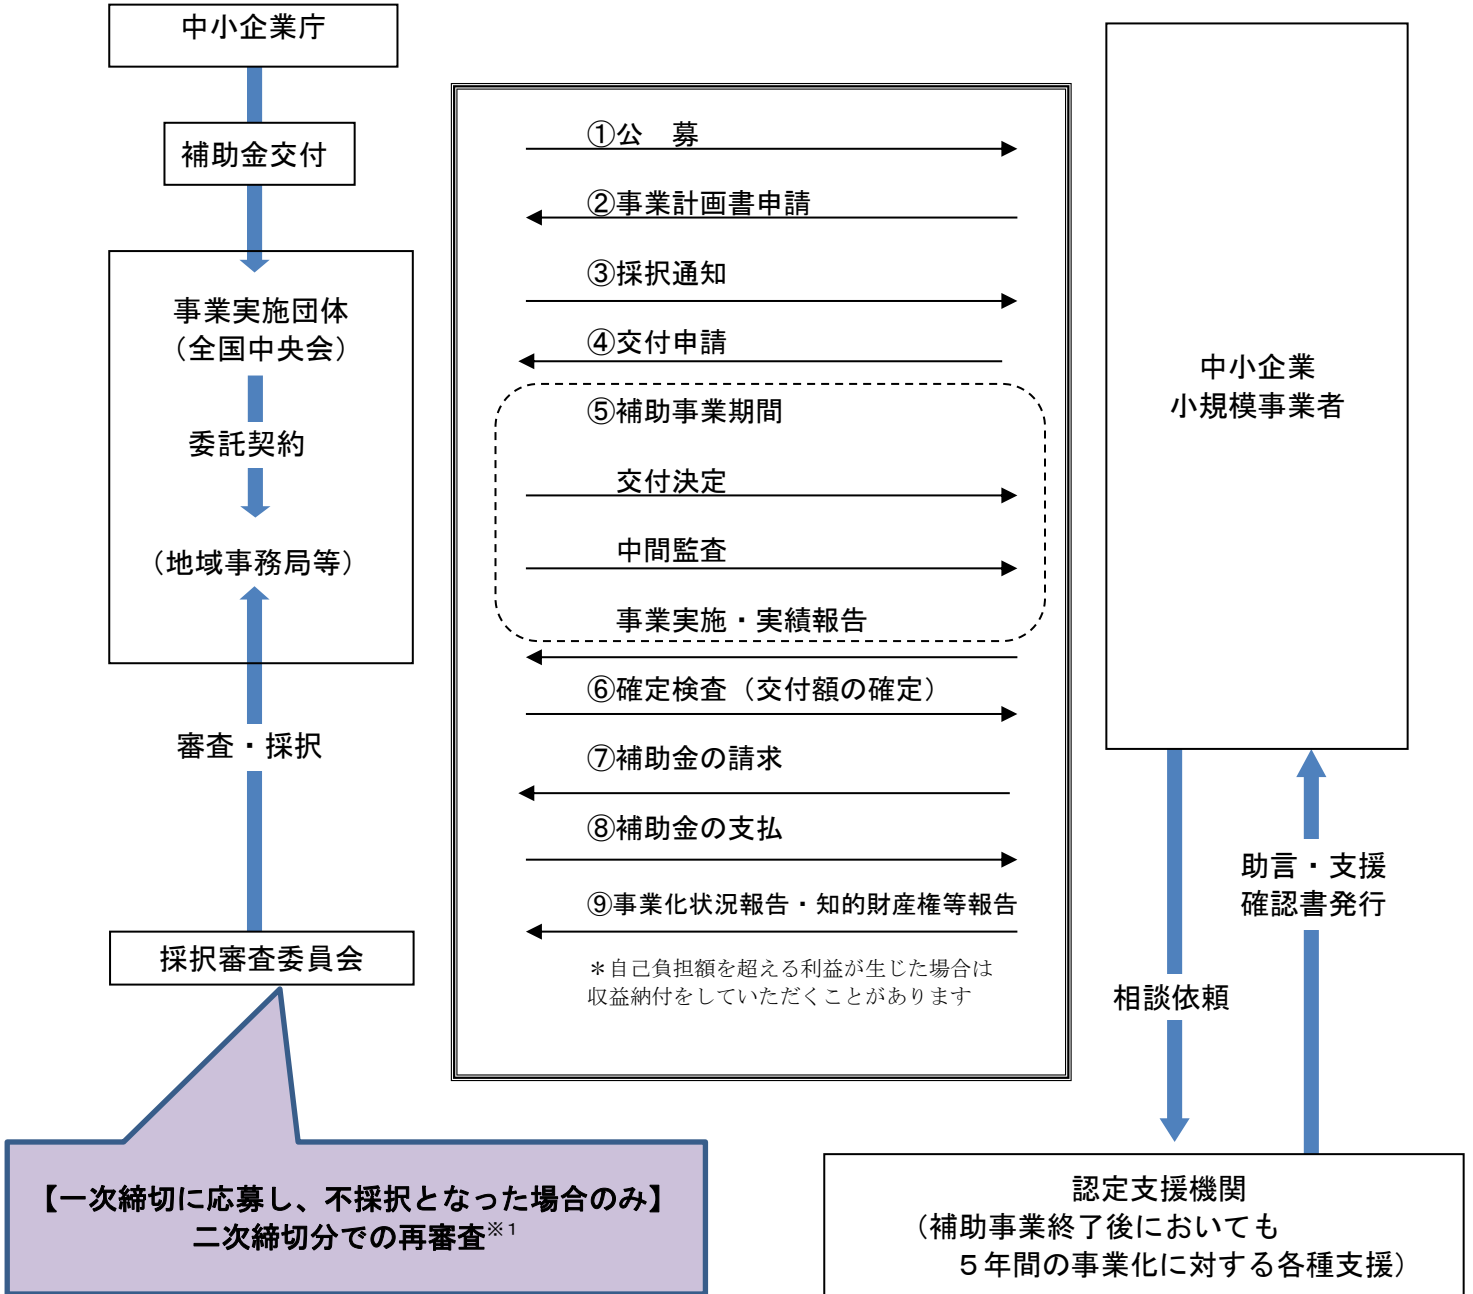 中小企業庁
補助金交付
事業実施団体
（全国中央会）
委託契約
（地域事務局等）
審査・採択
採択審査委員会
【一次締切に応募し、不採択となった場合のみ】
二次締切分での再審査※1
①公　募
②事業計画書申請
③採択通知
④交付申請
⑤補助事業期間
交付決定
中間監査
事業実施・実績報告
⑥確定検査（交付額の確定）
⑦補助金の請求
⑧補助金の支払
⑨事業化状況報告・知的財産権等報告
＊自己負担額を超える利益が生じた場合は
収益納付をしていただくことがあります
中小企業
小規模事業者
助言・支援
確認書発行
相談依頼
認定支援機関
（補助事業終了後においても
５年間の事業化に対する各種支援）